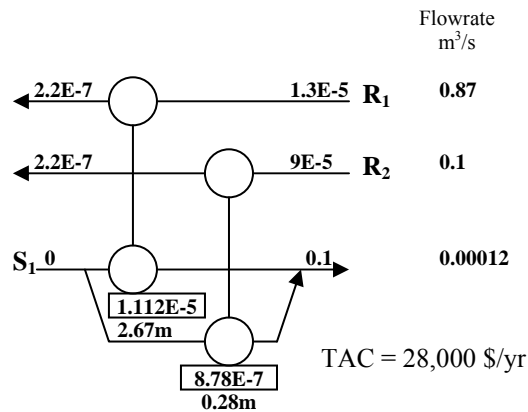 Flowrate
m³/s
2.2E-7 1.3E-5 R₁ 0.87
2.2E-7 9E-5 R₂ 0.1
S₁ 0 0.1 0.00012
1.112E-5
2.67m
TAC = 28,000 $/yr
8.78E-7
0.28m